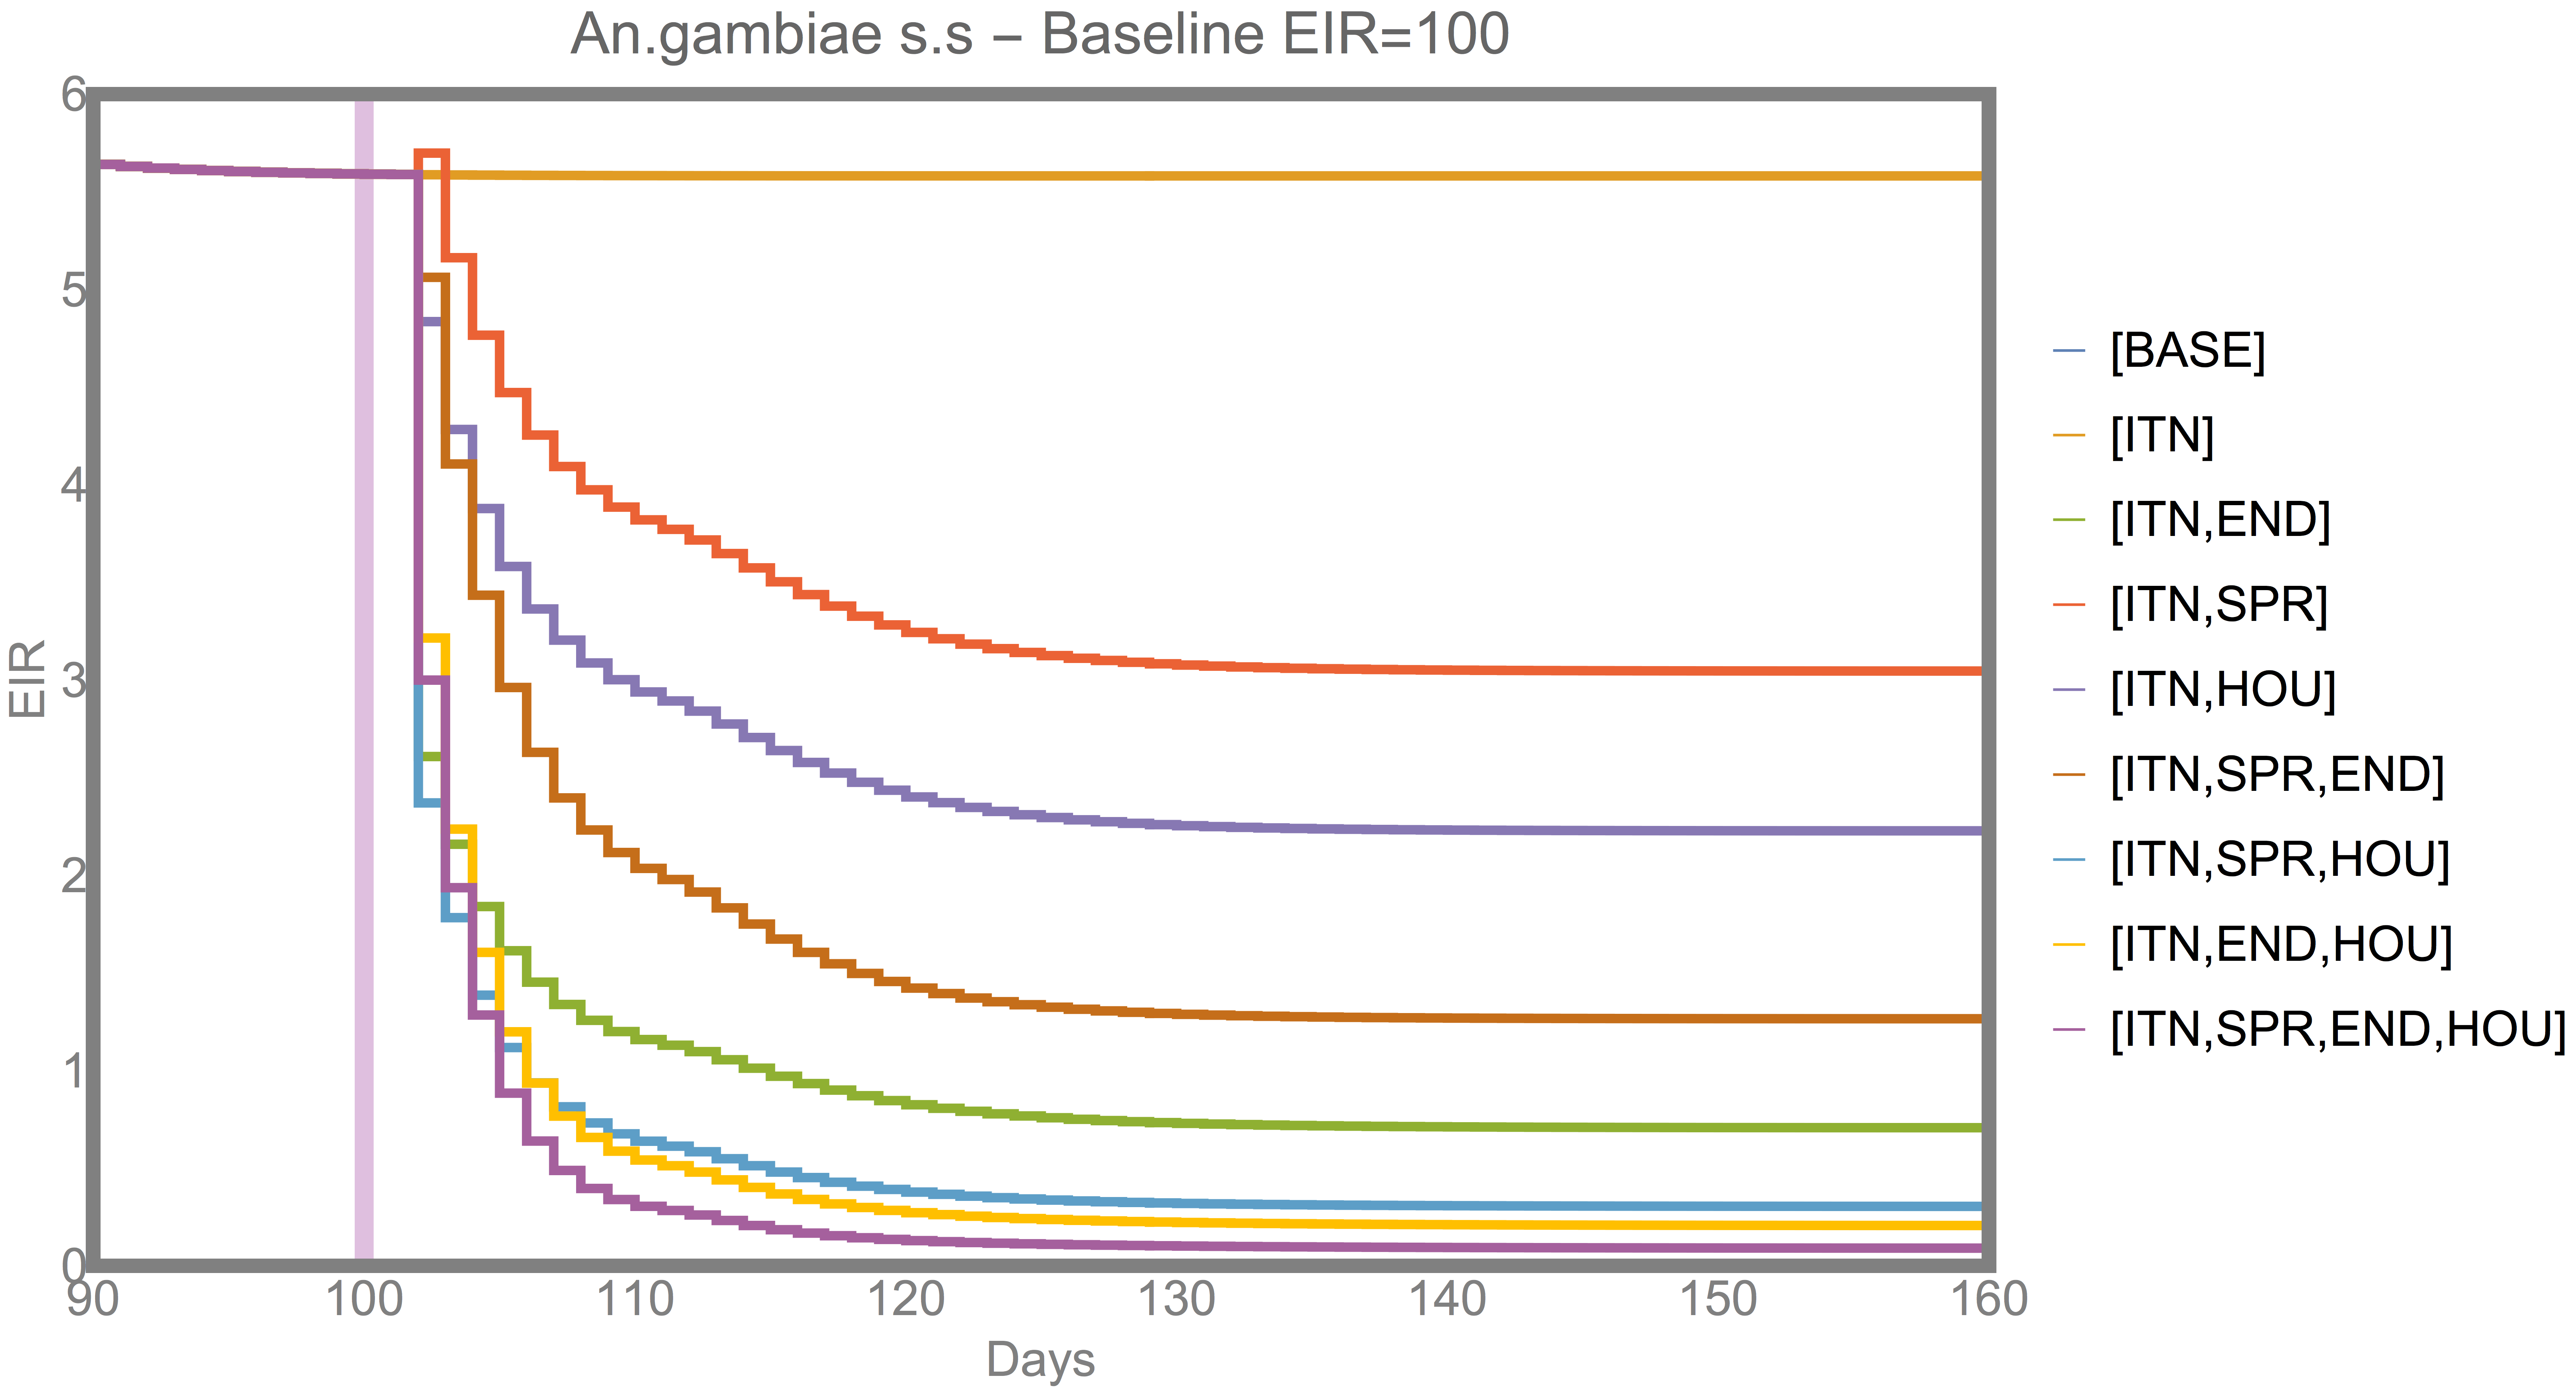 An.gambiae s.s – Baseline EIR=100
6
5
4
3
2
1
0
EIR
90 100 110 120 130 140 150 160
Days
[BASE]
[ITN]
[ITN,END]
[ITN,SPR]
[ITN,HOU]
[ITN,SPR,END]
[ITN,SPR,HOU]
[ITN,END,HOU]
[ITN,SPR,END,HOU]